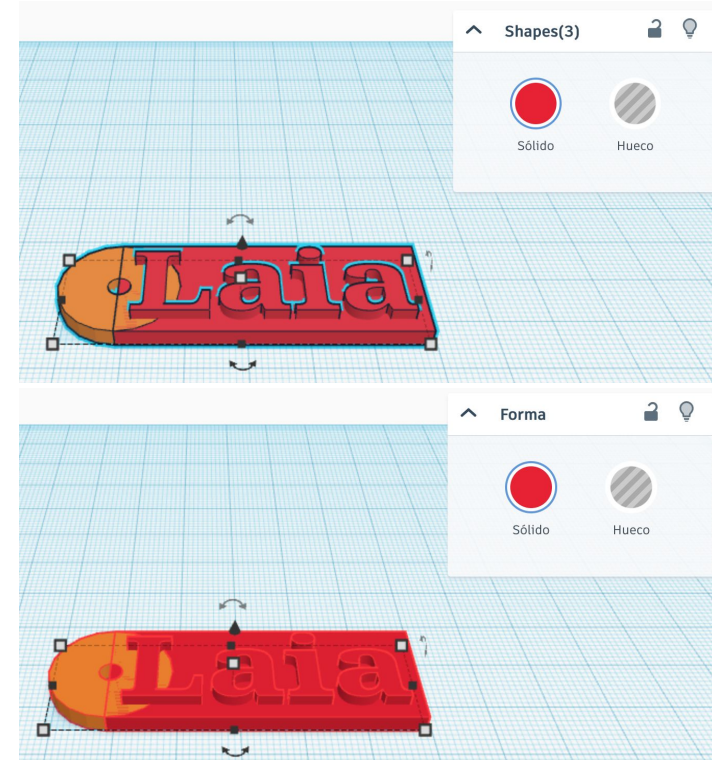 Shapes(3)
Sólido
Hueco
Laia
Forma
Sólido
Hueco
Laia